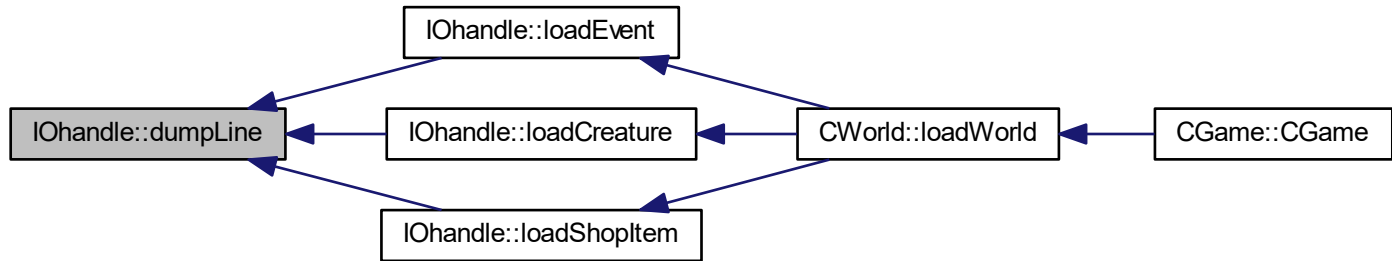 IOhandle::loadEvent
IOhandle::dumpLine
IOhandle::loadCreature
CWorld::loadWorld
CGame::CGame
IOhandle::loadShopItem